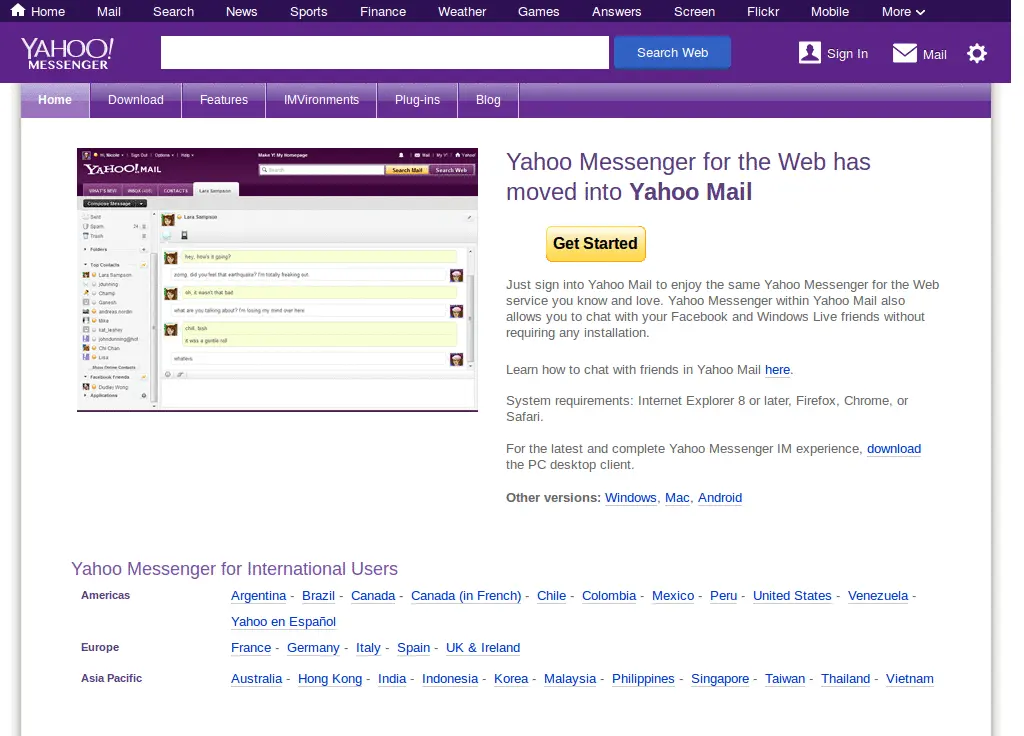 Home Mail Search News Sports Finance Weather Games Answers Screen Flickr Mobile More
YAHOO!
MESSENGER
Search Web
Sign In
Mail
Home Download Features IMVironments Plug-ins Blog
Hi, Nicole Sign Out Options Help Make Y! My Homepage Mail My Y! Yahoo!
YAHOO! MAIL
Search Search Mail Search Web
WHAT'S NEW INBOX CONTACTS Lara Sampson
Compose Message
Sent
Spam 24
Trash
Folders
Top Contacts
Lara Sampson
jdunning
Champ
Ganesh
andreas nordin
Mika
kat_leahey
johndunning@hot
Chi Chan
Lisa
Show Online Contacts
Facebook Friends
Dudley Wong
Applications
Lara Sampson
hey, how's it going?
zomg. did you feel that earthquake? I'm totally freaking out.
oh, it wasn't that bad
what are you talking about? I'm losing my mind over here
chill, bish
it was a gentle roll
whatevs.
Yahoo Messenger for the Web has
moved into Yahoo Mail
Get Started
Just sign into Yahoo Mail to enjoy the same Yahoo Messenger for the Web
service you know and love. Yahoo Messenger within Yahoo Mail also
allows you to chat with your Facebook and Windows Live friends without
requiring any installation.
Learn how to chat with friends in Yahoo Mail here.
System requirements: Internet Explorer 8 or later, Firefox, Chrome, or
Safari.
For the latest and complete Yahoo Messenger IM experience, download
the PC desktop client.
Other versions: Windows, Mac, Android
Yahoo Messenger for International Users
Americas Argentina - Brazil - Canada - Canada (in French) - Chile - Colombia - Mexico - Peru - United States - Venezuela -
Yahoo en Español
Europe France - Germany - Italy - Spain - UK & Ireland
Asia Pacific Australia - Hong Kong - India - Indonesia - Korea - Malaysia - Philippines - Singapore - Taiwan - Thailand - Vietnam